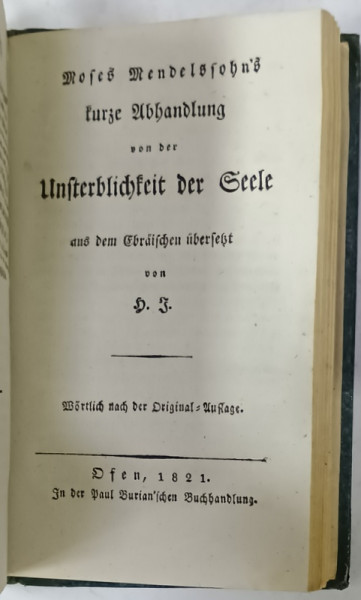 Moses Mendelssohn's
kurze Abhandlung
von der
Unsterblichkeit der Seele
aus dem Ebräischen übersetzt
von
H. J.
Wörtlich nach der Original-Auflage.
Ofen, 1821.
In der Paul Burian'schen Buchhandlung.